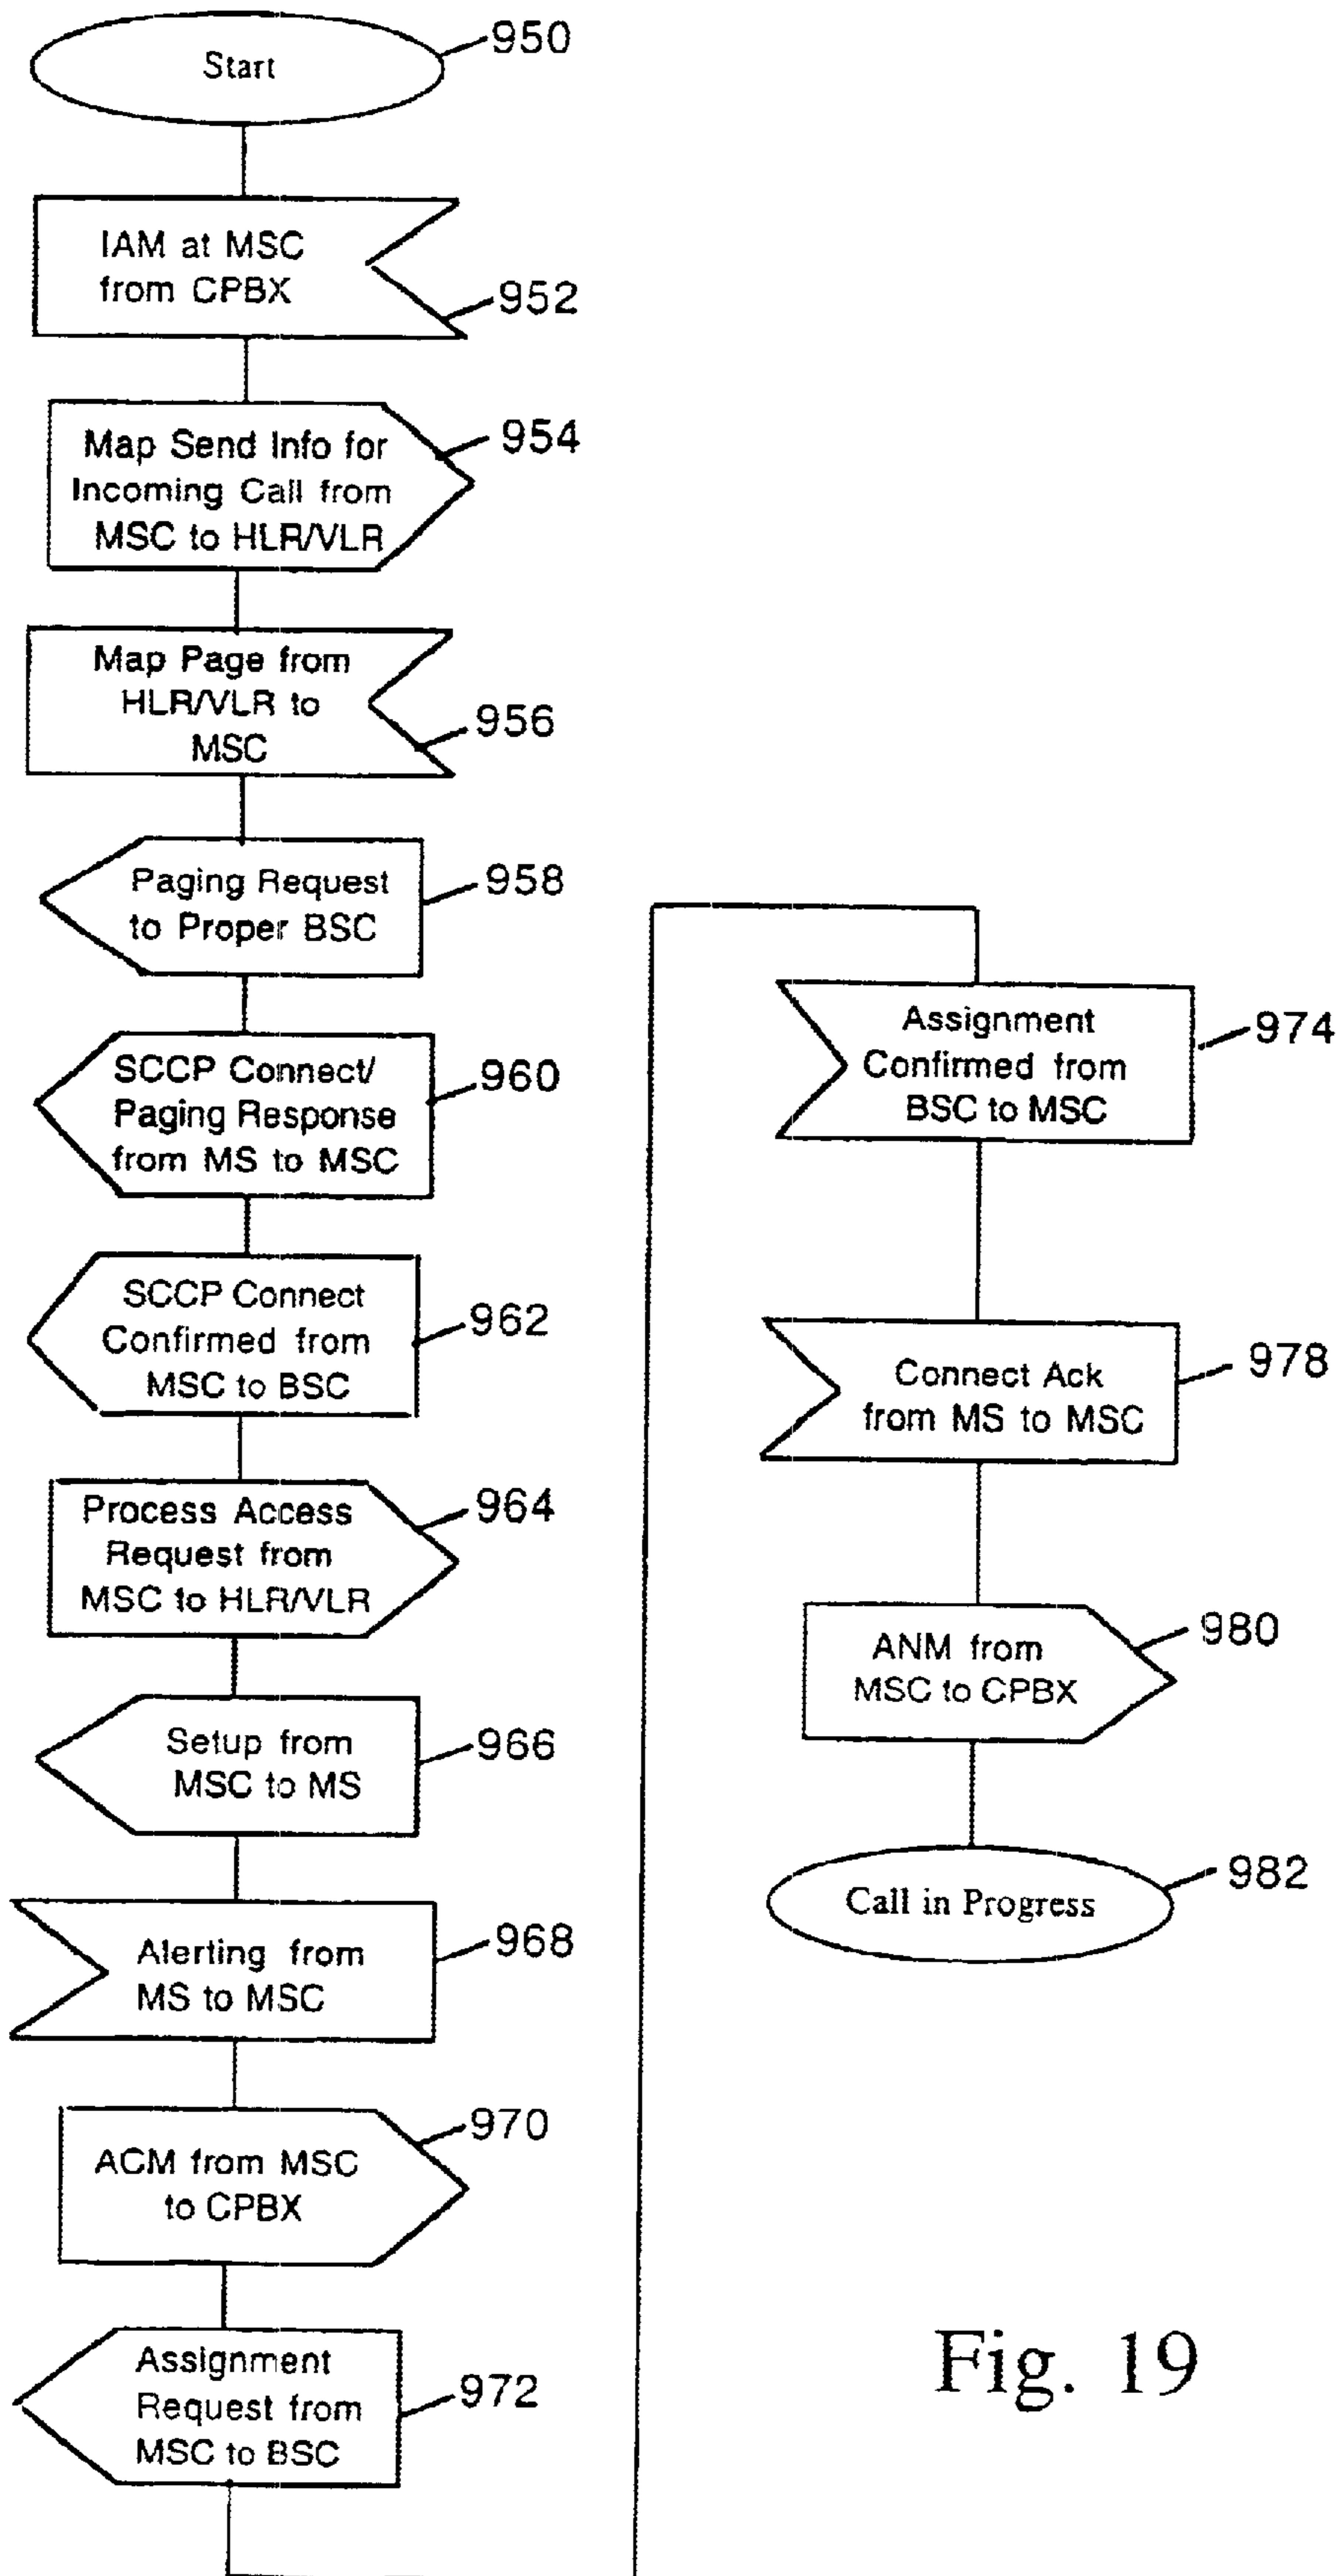 Start
950
IAM at MSC
from CPBX
952
Map Send Info for
Incoming Call from
MSC to HLR/VLR
954
Map Page from
HLR/VLR to
MSC
956
Paging Request
to Proper BSC
958
SCCP Connect/
Paging Response
from MS to MSC
960
SCCP Connect
Confirmed from
MSC to BSC
962
Process Access
Request from
MSC to HLR/VLR
964
Setup from
MSC to MS
966
Alerting from
MS to MSC
968
ACM from MSC
to CPBX
970
Assignment
Request from
MSC to BSC
972
Assignment
Confirmed from
BSC to MSC
974
Connect Ack
from MS to MSC
978
ANM from
MSC to CPBX
980
Call in Progress
982
Fig. 19